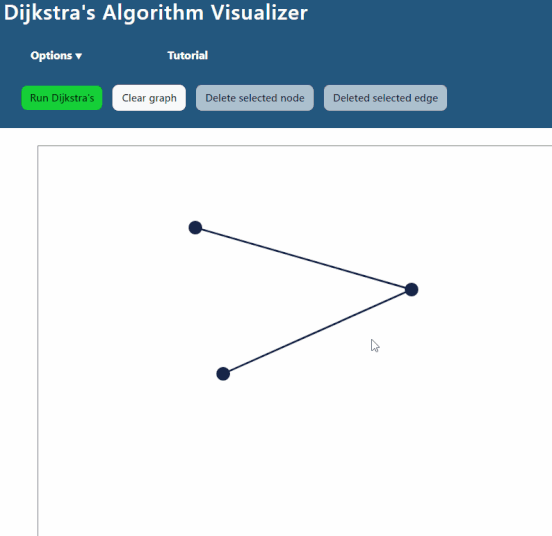 Dijkstra's Algorithm Visualizer
Options ▾ Tutorial
Run Dijkstra's Clear graph Delete selected node Deleted selected edge